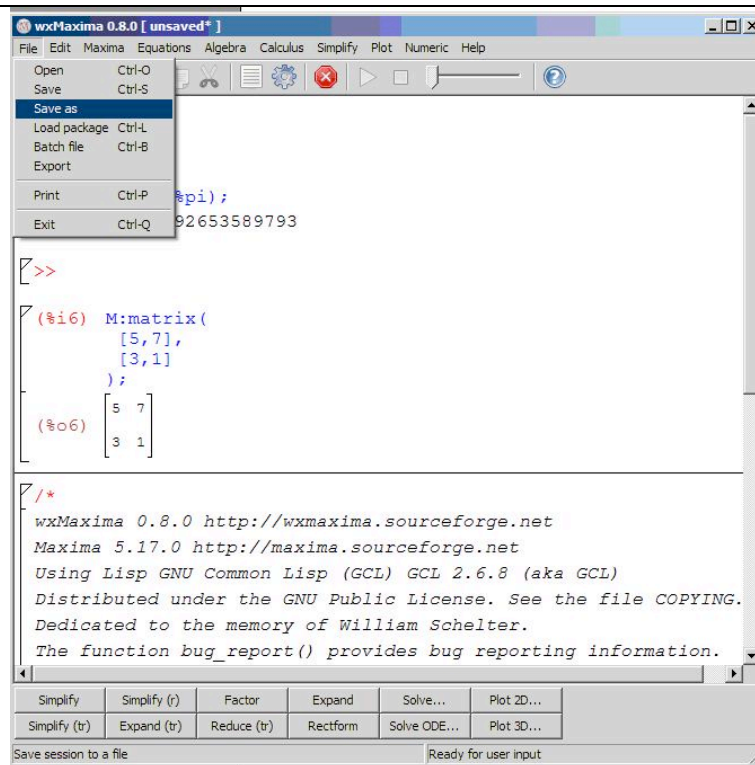 wxMaxima 0.8.0 [ unsaved* ]
File Edit Maxima Equations Algebra Calculus Simplify Plot Numeric Help
Open Ctrl-O
Save Ctrl-S
Save as
Load package Ctrl-L
Batch file Ctrl-B
Export
Print Ctrl-P
%pi);
Exit Ctrl-Q
92653589793
>>
(%i6) M:matrix(
[5,7],
[3,1]
);
(%o6)
5 7
3 1
/*
wxMaxima 0.8.0 http://wxmaxima.sourceforge.net
Maxima 5.17.0 http://maxima.sourceforge.net
Using Lisp GNU Common Lisp (GCL) GCL 2.6.8 (aka GCL)
Distributed under the GNU Public License. See the file COPYING.
Dedicated to the memory of William Schelter.
The function bug_report() provides bug reporting information.
Simplify Simplify (r) Factor Expand Solve... Plot 2D...
Simplify (tr) Expand (tr) Reduce (tr) Rectform Solve ODE... Plot 3D...
Save session to a file Ready for user input